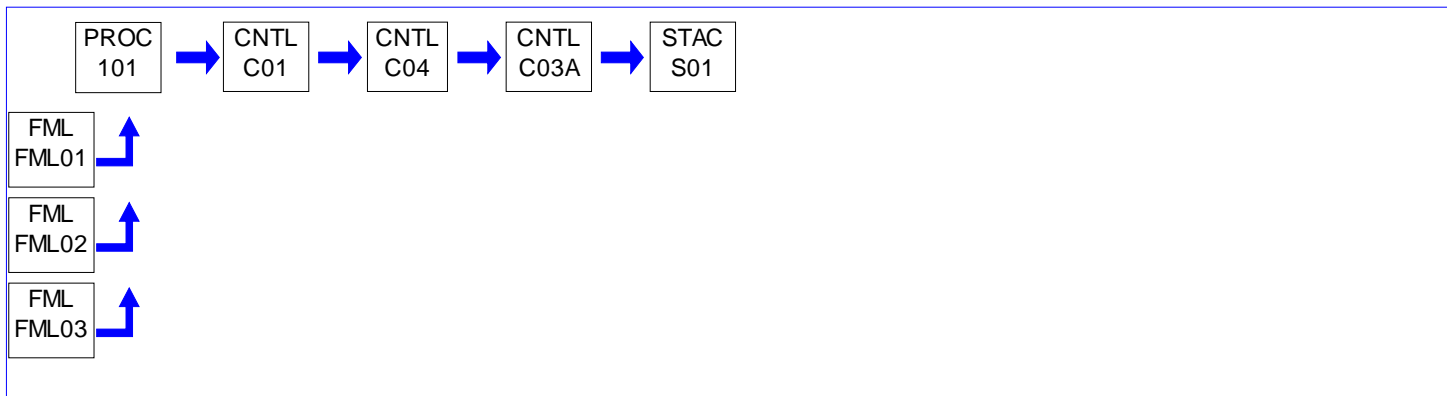 PROC
101
CNTL
C01
CNTL
C04
CNTL
C03A
STAC
S01
FML
FML01
FML
FML02
FML
FML03